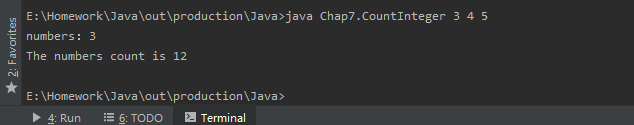 E:\Homework\Java\out\production\Java>java Chap7.CountInteger 3 4 5
numbers: 3
The numbers count is 12
E:\Homework\Java\out\production\Java>
2: Favorites
4: Run 6: TODO Terminal